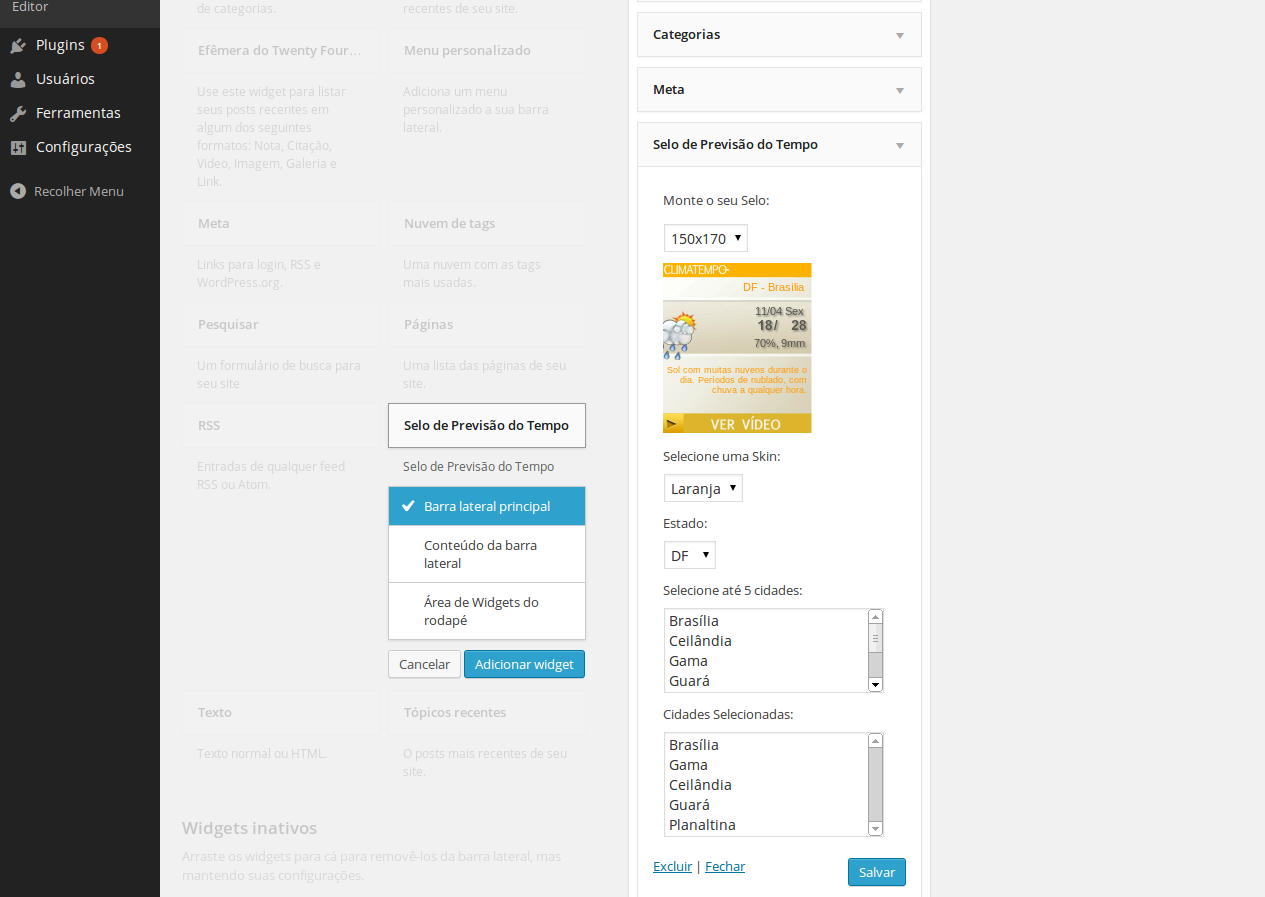 Editor
Plugins 1
Usuários
Ferramentas
Configurações
Recolher Menu
de categorias.
recentes de seu site.
Efêmera do Twenty Four...
Menu personalizado
Use este widget para listar
seus posts recentes em
algum dos seguintes
formatos: Nota, Citação,
Video, Imagem, Galeria e
Link.
Adiciona um menu
personalizado a sua barra
lateral.
Meta
Nuvem de tags
Links para login, RSS e
WordPress.org.
Uma nuvem com as tags
mais usadas.
Pesquisar
Páginas
Um formulário de busca para
seu site
Uma lista das páginas de seu
site.
RSS
Selo de Previsão do Tempo
Entradas de qualquer feed
RSS ou Atom.
Selo de Previsão do Tempo
Barra lateral principal
Conteúdo da barra
lateral
Área de Widgets do
rodapé
Cancelar
Adicionar widget
Texto
Tópicos recentes
Texto normal ou HTML.
O posts mais recentes de seu
site.
Widgets inativos
Arraste os widgets para cá para removê-los da barra lateral, mas
mantendo suas configurações.
Categorias
Meta
Selo de Previsão do Tempo
Monte o seu Selo:
150x170
CLIMATEMPO
DF - Brasília
11/04 Sex
18/ 28
70%, 9mm
Sol com muitas nuvens durante o
dia. Períodos de nublado, com
chuva a qualquer hora.
VER VÍDEO
Selecione uma Skin:
Laranja
Estado:
DF
Selecione até 5 cidades:
Brasília
Ceilândia
Gama
Guará
Cidades Selecionadas:
Brasília
Gama
Ceilândia
Guará
Planaltina
Excluir | Fechar
Salvar